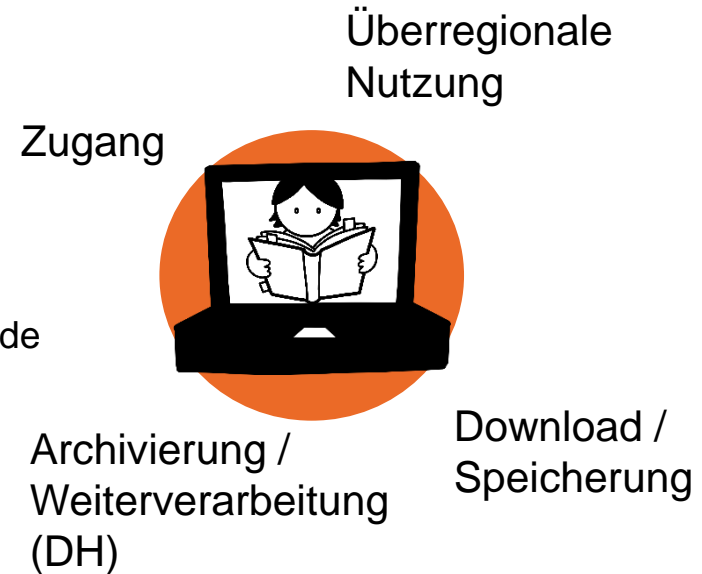 Überregionale
Nutzung
Zugang
de
Archivierung /
Weiterverarbeitung
(DH)
Download /
Speicherung